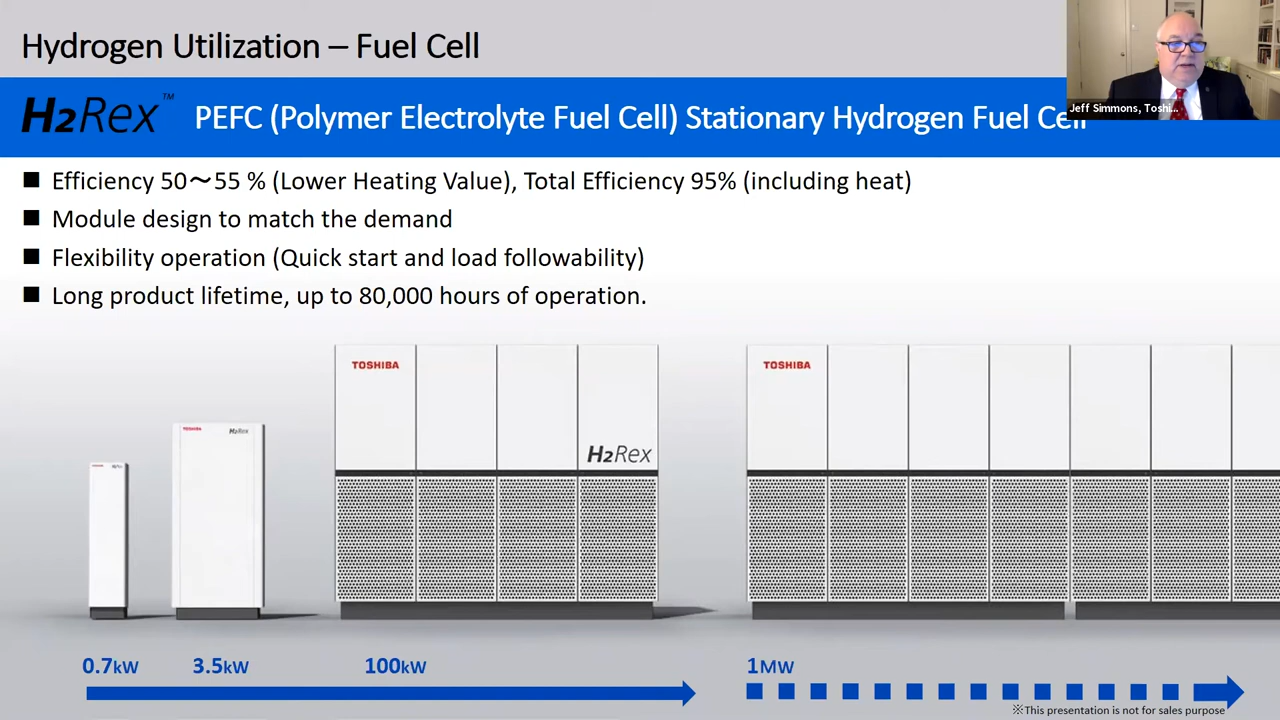 Hydrogen Utilization – Fuel Cell
Jeff Simmons, Toshi...
H2Rex™ PEFC (Polymer Electrolyte Fuel Cell) Stationary Hydrogen Fuel Cell
■ Efficiency 50～55 % (Lower Heating Value), Total Efficiency 95% (including heat)
■ Module design to match the demand
■ Flexibility operation (Quick start and load followability)
■ Long product lifetime, up to 80,000 hours of operation.
TOSHIBA
TOSHIBA
H2Rex
TOSHIBA H2Rex
TOSHIBA H2Rex
0.7kW 3.5kW 100kW 1MW
※This presentation is not for sales purpose